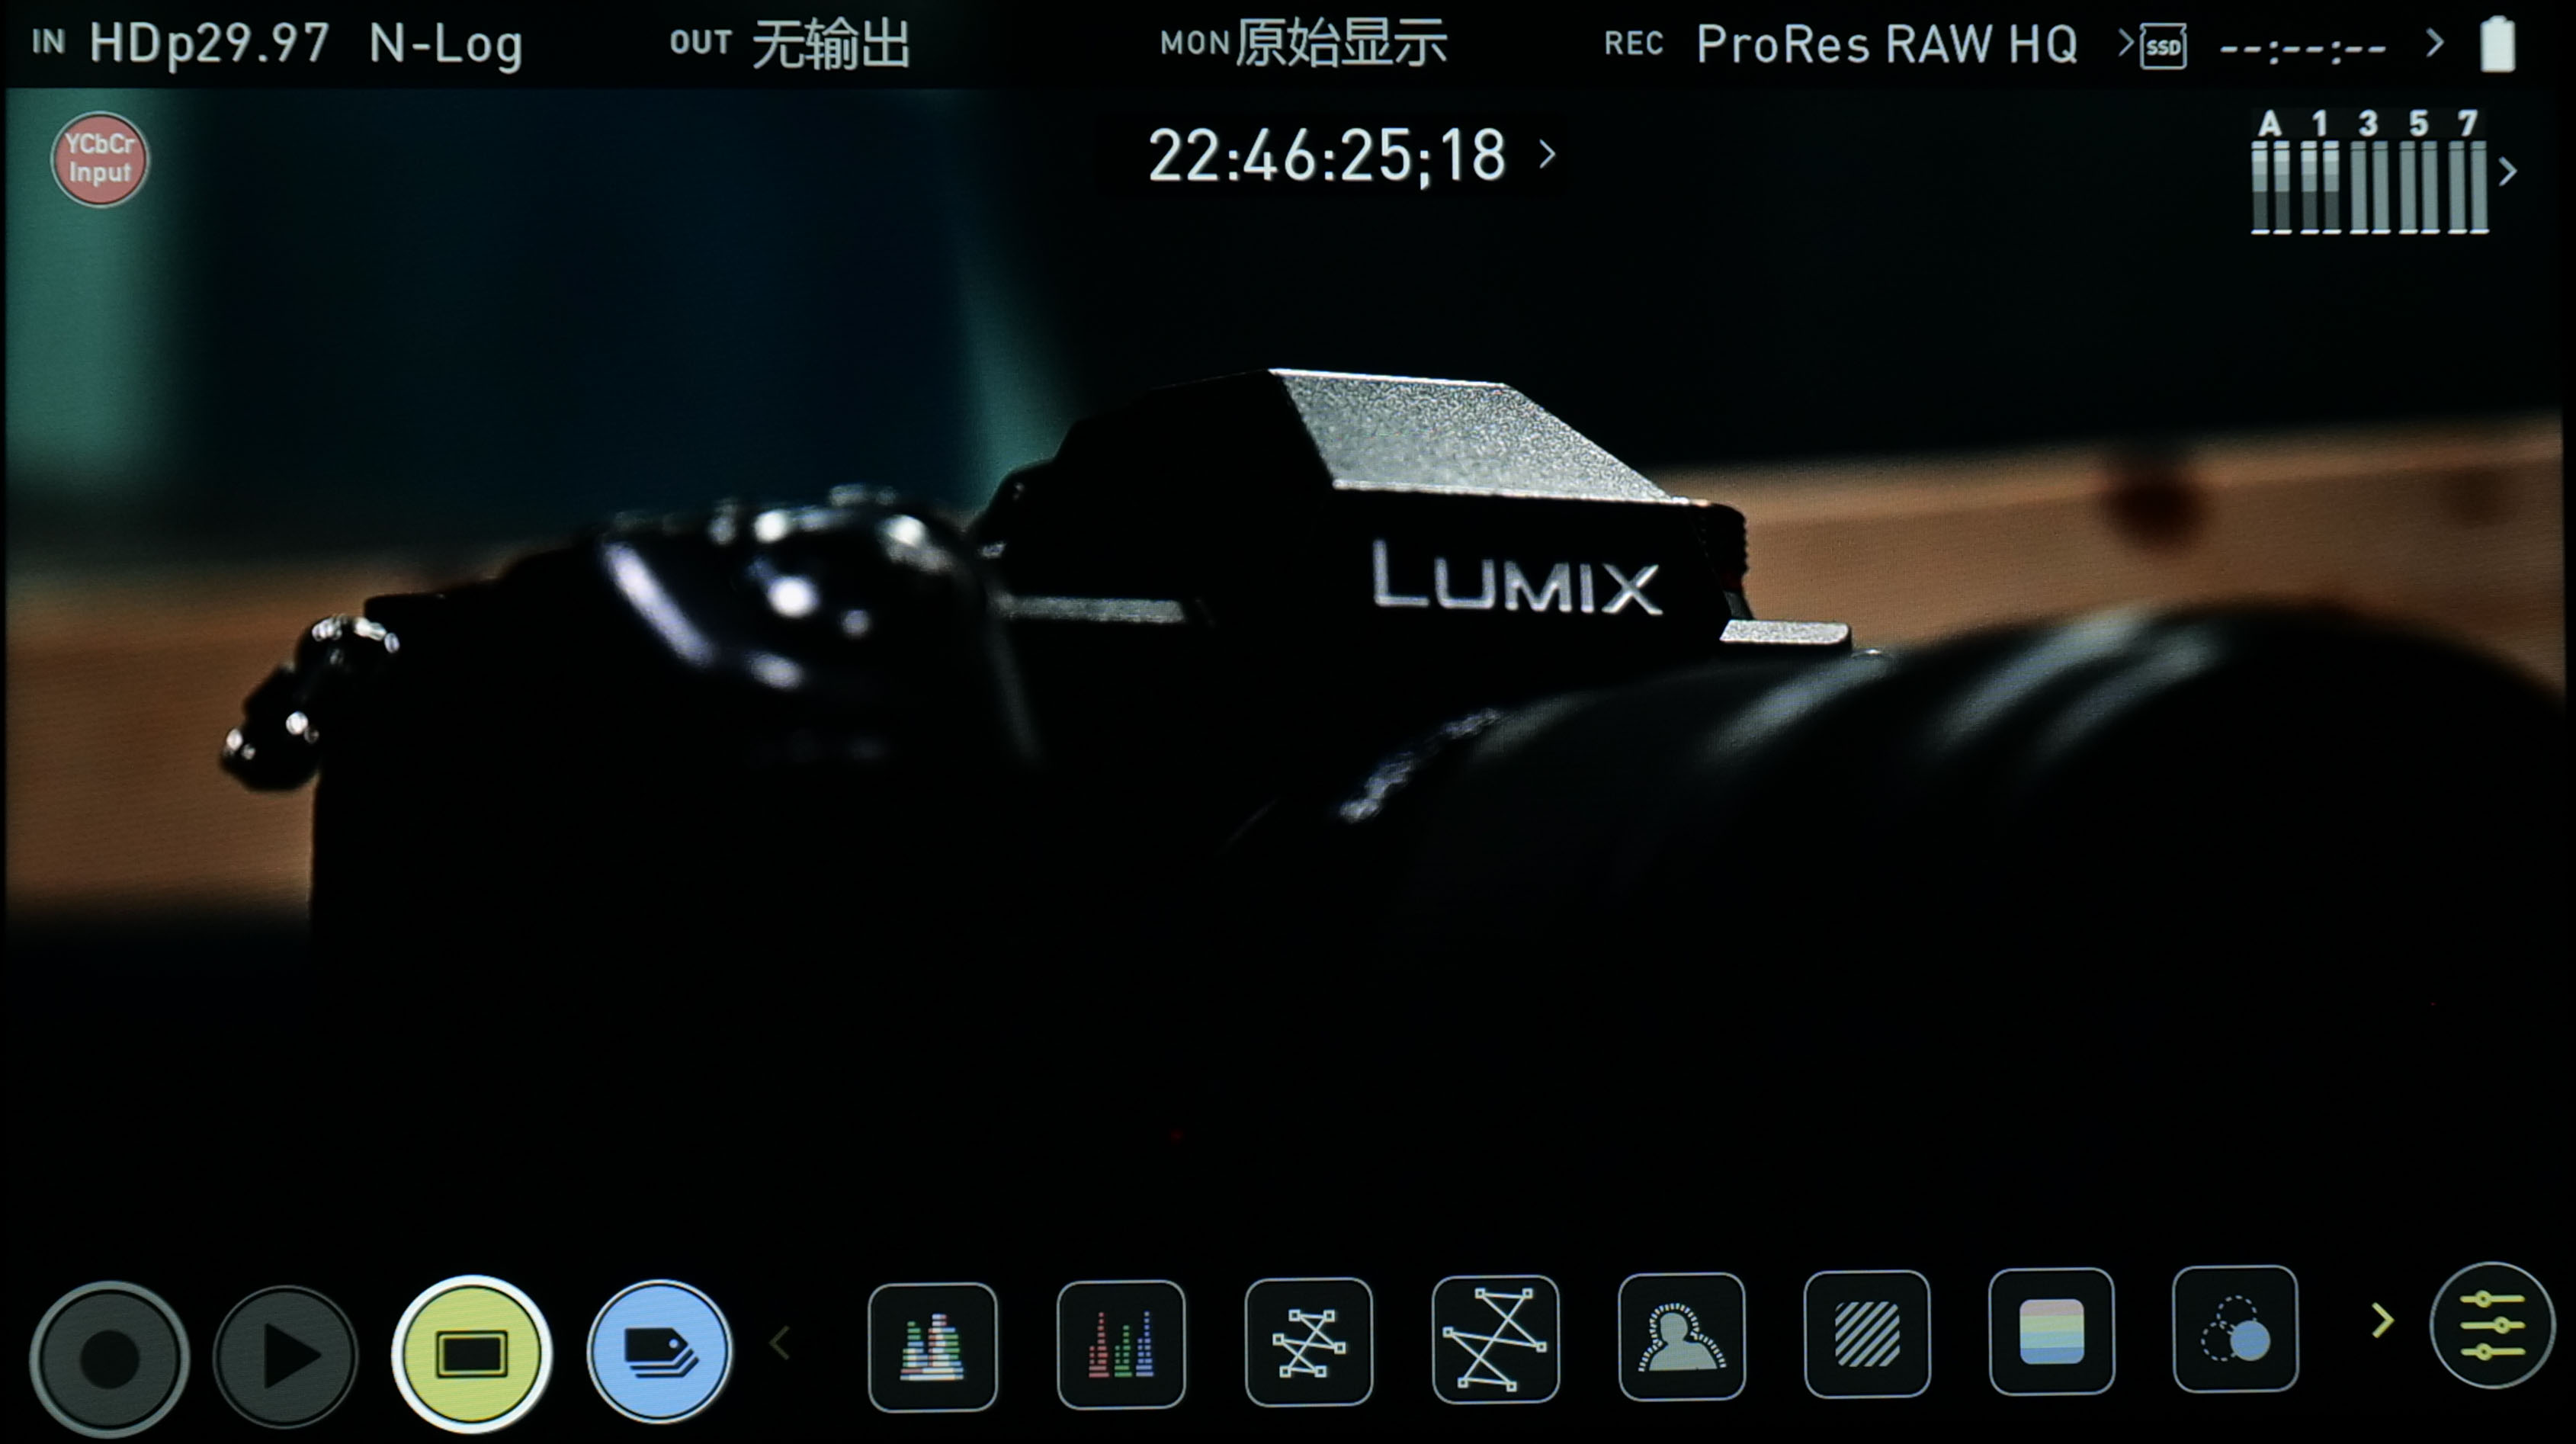 IN HDp29.97 N-Log OUT 无输出 MON 原始显示 REC ProRes RAW HQ > SSD --:--:-- >
YCbCr
Input
22:46:25;18 >
A 1 3 5 7 >
LUMIX